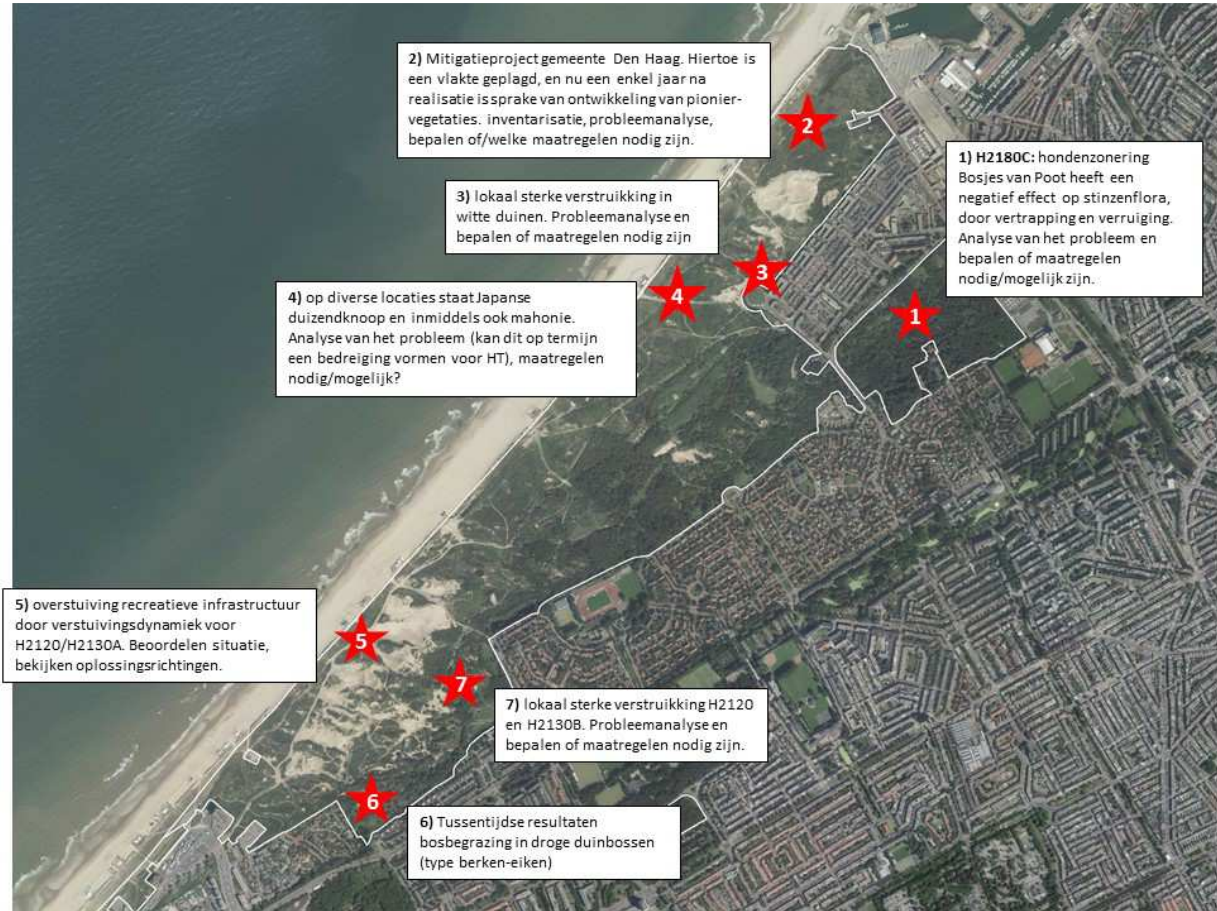 2) Mitigatieproject gemeente Den Haag. Hiertoe is
een vlakte geplagd, en nu een enkel jaar na
realisatie is sprake van ontwikkeling van pionier-
vegetaties. inventarisatie, probleemanalyse,
bepalen of/welke maatregelen nodig zijn.
2
1) H2180C: hondenzonering
Bosjes van Poot heeft een
negatief effect op stinzenflora,
door vertrapping en verruiging.
Analyse van het probleem en
bepalen of maatregelen
nodig/mogelijk zijn.
3) lokaal sterke verstruikking in
witte duinen. Probleemanalyse en
bepalen of maatregelen nodig zijn
3
4
1
4) op diverse locaties staat Japanse
duizendknoop en inmiddels ook mahonie.
Analyse van het probleem (kan dit op termijn
een bedreiging vormen voor HT), maatregelen
nodig/mogelijk?
5) overstuiving recreatieve infrastructuur
door verstuivingsdynamiek voor
H2120/H2130A. Beoordelen situatie,
bekijken oplossingsrichtingen.
5
7
7) lokaal sterke verstruikking H2120
en H2130B. Probleemanalyse en
bepalen of maatregelen nodig zijn.
6
6) Tussentijdse resultaten
bosbegrazing in droge duinbossen
(type berken-eiken)